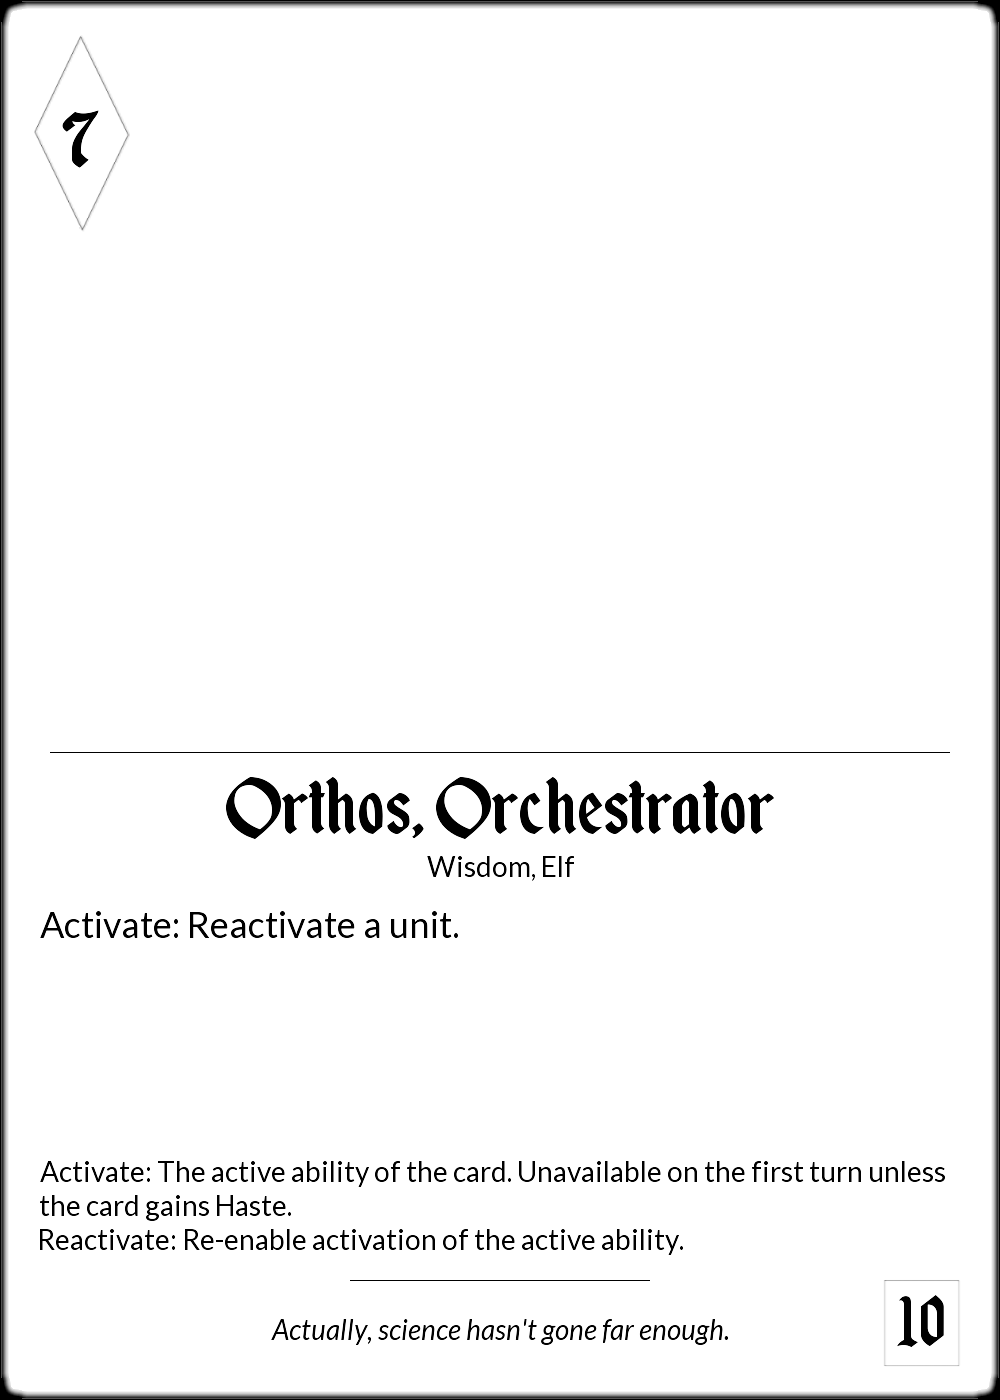 7
Orthos, Orchestrator
Wisdom, Elf
Activate: Reactivate a unit.
Activate: The active ability of the card. Unavailable on the first turn unless
the card gains Haste.
Reactivate: Re-enable activation of the active ability.
Actually, science hasn't gone far enough.
10